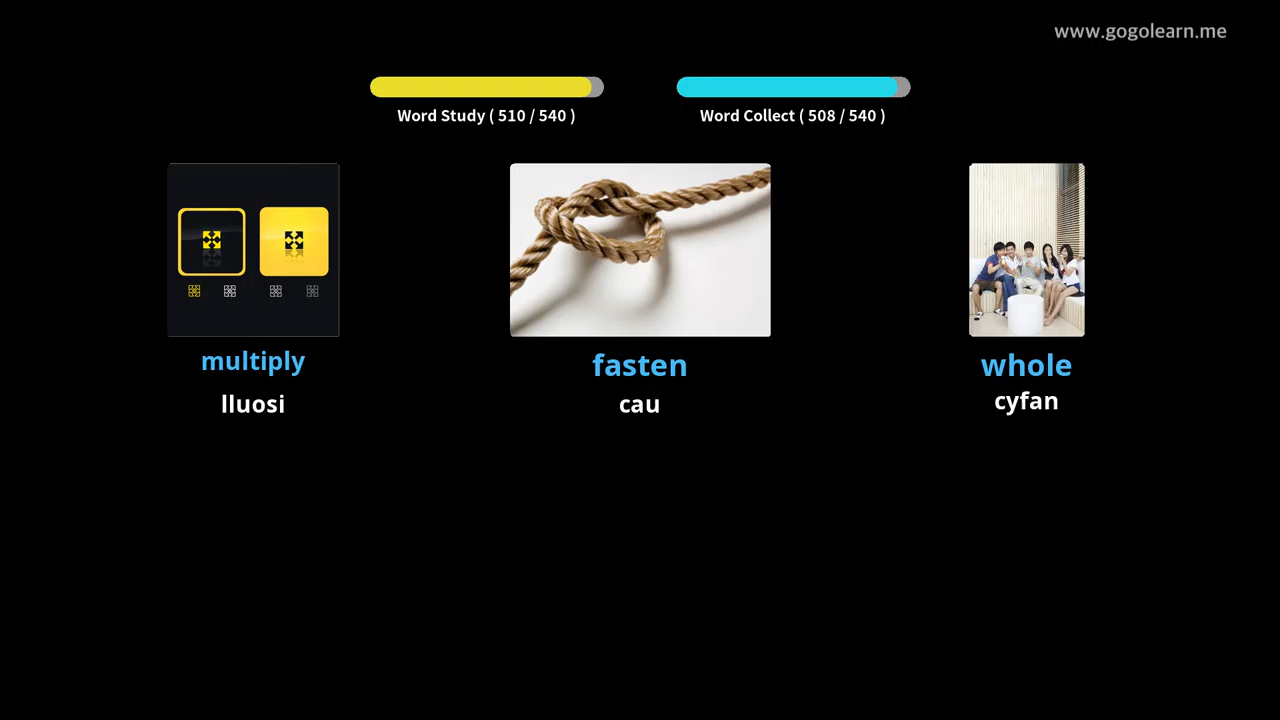 www.gogolearn.me
Word Study ( 510 / 540 )
Word Collect ( 508 / 540 )
multiply
fasten
whole
lluosi
cau
cyfan